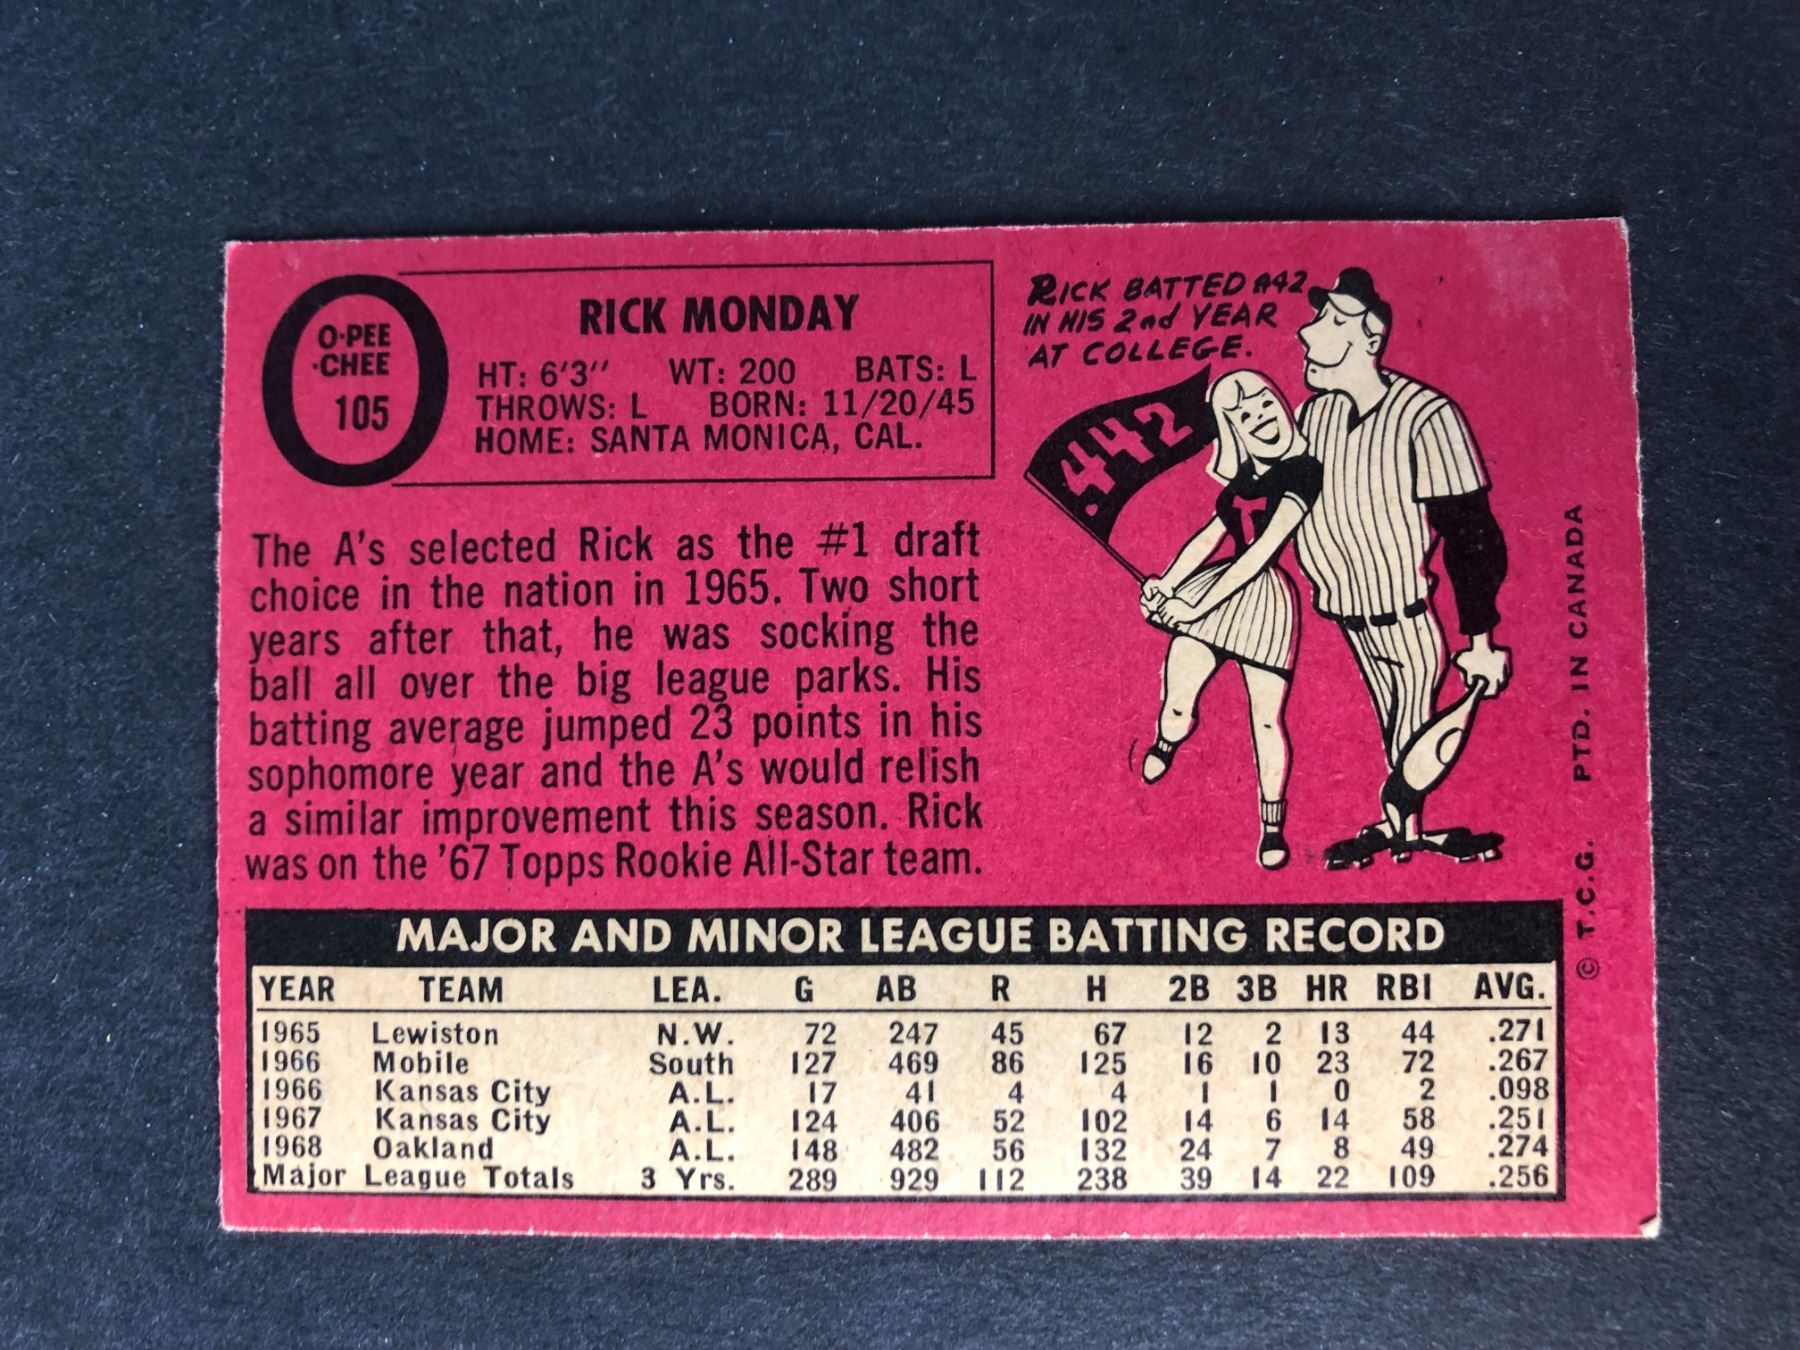 O-PEE
-CHEE
105
RICK MONDAY
HT: 6'3" WT: 200 BATS: L
THROWS: L BORN: 11/20/45
HOME: SANTA MONICA, CAL.
The A's selected Rick as the #1 draft
choice in the nation in 1965. Two short
years after that, he was socking the
ball all over the big league parks. His
batting average jumped 23 points in his
sophomore year and the A's would relish
a similar improvement this season. Rick
was on the '67 Topps Rookie All-Star team.
RICK BATTED .442
IN HIS 2nd YEAR
AT COLLEGE.
.442
T
© T.C.G. PTD. IN CANADA
MAJOR AND MINOR LEAGUE BATTING RECORD
YEAR TEAM LEA. G AB R H 2B 3B HR RBI AVG.
1965 Lewiston N.W. 72 247 45 67 12 2 13 44 .271
1966 Mobile South 127 469 86 125 16 10 23 72 .267
1966 Kansas City A.L. 17 41 4 4 1 1 0 2 .098
1967 Kansas City A.L. 124 406 52 102 14 6 14 58 .251
1968 Oakland A.L. 148 482 56 132 24 7 8 49 .274
Major League Totals 3 Yrs. 289 929 112 238 39 14 22 109 .256